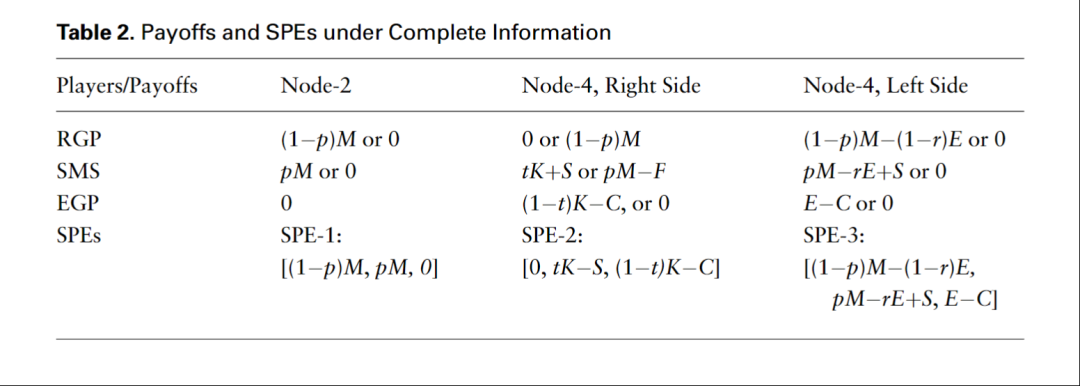 Table 2. Payoffs and SPEs under Complete Information
Players/Payoffs Node-2 Node-4, Right Side Node-4, Left Side
RGP (1−p)M or 0 0 or (1−p)M (1−p)M−(1−r)E or 0
SMS pM or 0 tK+S or pM−F pM−rE+S or 0
EGP 0 (1−t)K−C, or 0 E−C or 0
SPEs SPE-1: SPE-2: SPE-3:
[(1−p)M, pM, 0] [0, tK−S, (1−t)K−C] [(1−p)M−(1−r)E,
pM−rE+S, E−C]